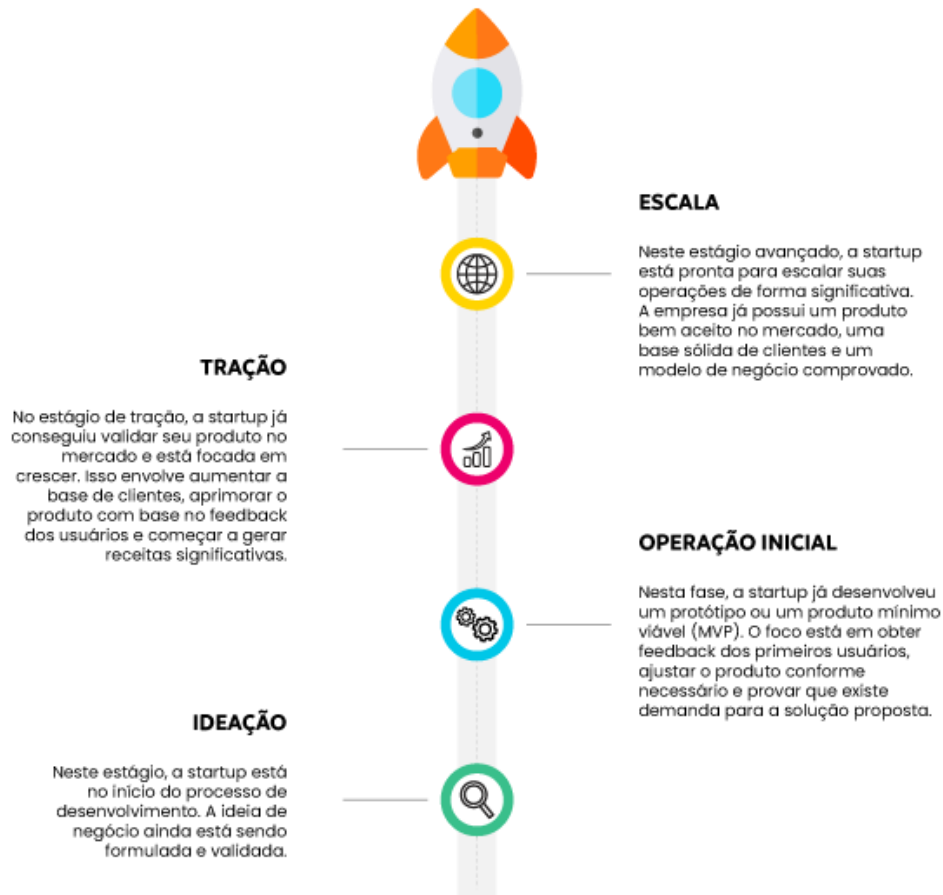 ESCALA
Neste estágio avançado, a startup
está pronta para escalar suas
operações de forma significativa.
A empresa já possui um produto
bem aceito no mercado, uma
base sólida de clientes e um
modelo de negócio comprovado.
TRAÇÃO
No estágio de tração, a startup já
conseguiu validar seu produto no
mercado e está focada em
crescer. Isso envolve aumentar a
base de clientes, aprimorar o
produto com base no feedback
dos usuários e começar a gerar
receitas significativas.
OPERAÇÃO INICIAL
Nesta fase, a startup já desenvolveu
um protótipo ou um produto mínimo
viável (MVP). O foco está em obter
feedback dos primeiros usuários,
ajustar o produto conforme
necessário e provar que existe
demanda para a solução proposta.
IDEAÇÃO
Neste estágio, a startup está
no início do processo de
desenvolvimento. A ideia de
negócio ainda está sendo
formulada e validada.